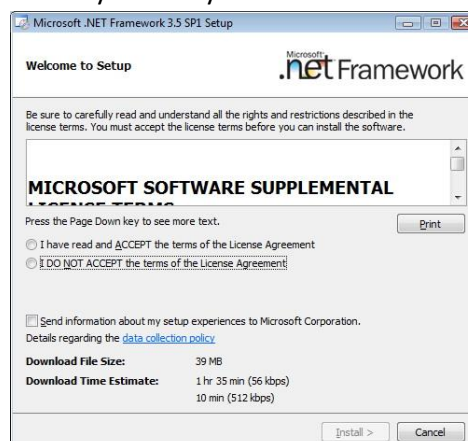 Microsoft .NET Framework 3.5 SP1 Setup
Welcome to Setup
Microsoft
.net Framework
Be sure to carefully read and understand all the rights and restrictions described in the
license terms. You must accept the license terms before you can install the software.
MICROSOFT SOFTWARE SUPPLEMENTAL
LICENSE TERMS
Press the Page Down key to see more text.
Print
I have read and ACCEPT the terms of the License Agreement
I DO NOT ACCEPT the terms of the License Agreement
Send information about my setup experiences to Microsoft Corporation.
Details regarding the data collection policy
Download File Size: 39 MB
Download Time Estimate: 1 hr 35 min (56 kbps)
10 min (512 kbps)
Install > Cancel